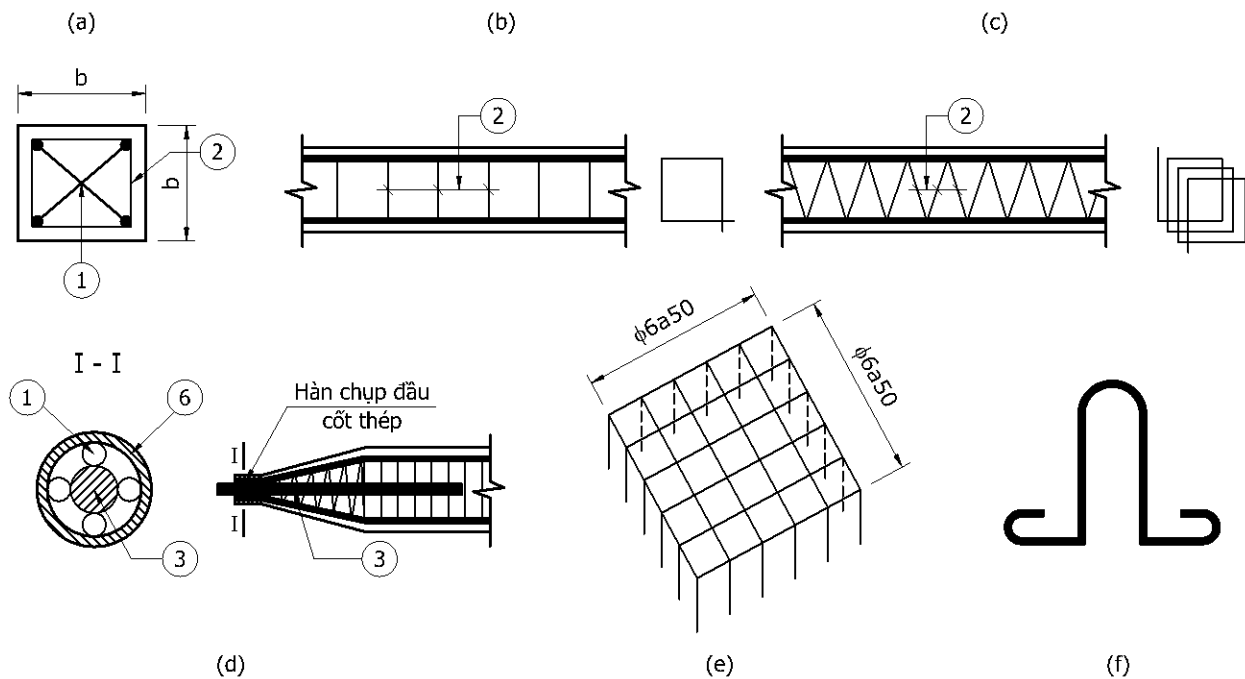 (a)
(b)
(c)
b
b
1
2
2
2
I - I
1
6
3
Hàn chụp đầu
cốt thép
I
I
3
ϕ6a50
ϕ6a50
(d)
(e)
(f)